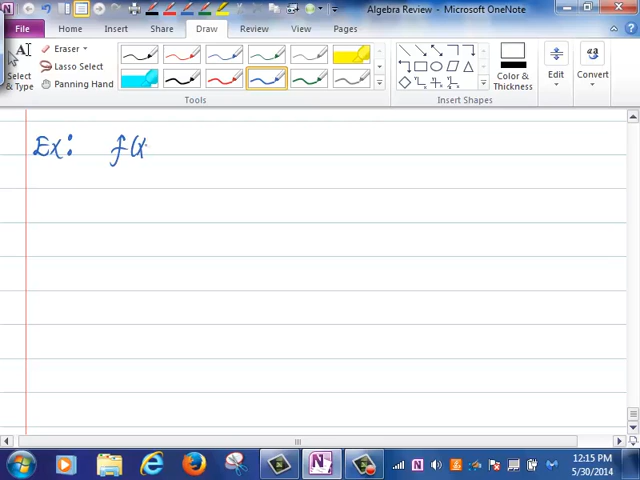 Algebra Review - Microsoft OneNote
File Home Insert Share Draw Review View Pages
Eraser
Lasso Select
Panning Hand
Select & Type
Color & Thickness
Edit
Convert
Tools
Insert Shapes
Ex: f(x
12:15 PM
5/30/2014